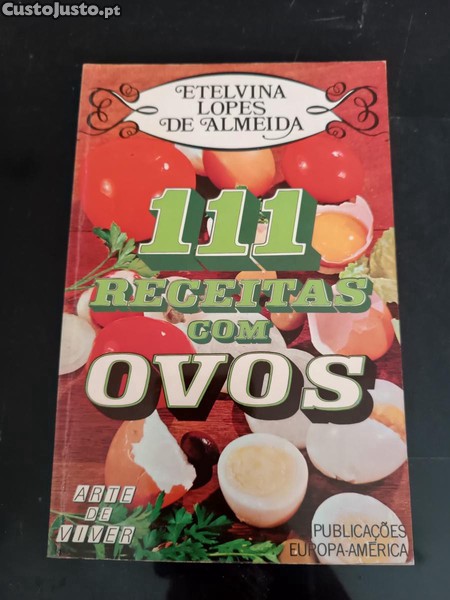 CustoJusto.pt
ETELVINA
LOPES
DE ALMEIDA
111
RECEITAS
COM
OVOS
ARTE
DE
VIVER
PUBLICAÇÕES
EUROPA-AMÉRICA